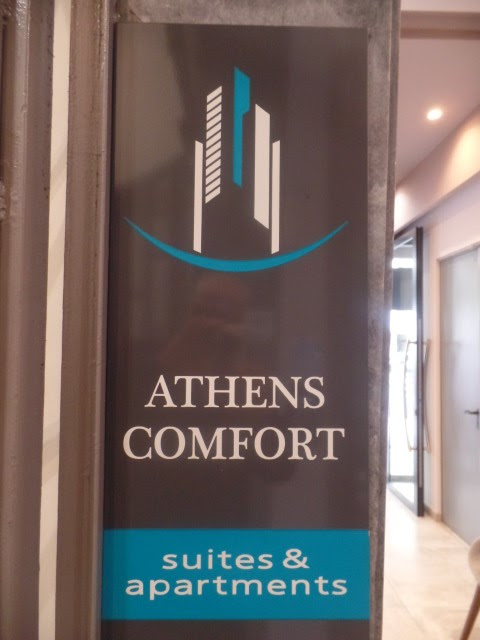 ATHENS
COMFORT
suites &
apartments